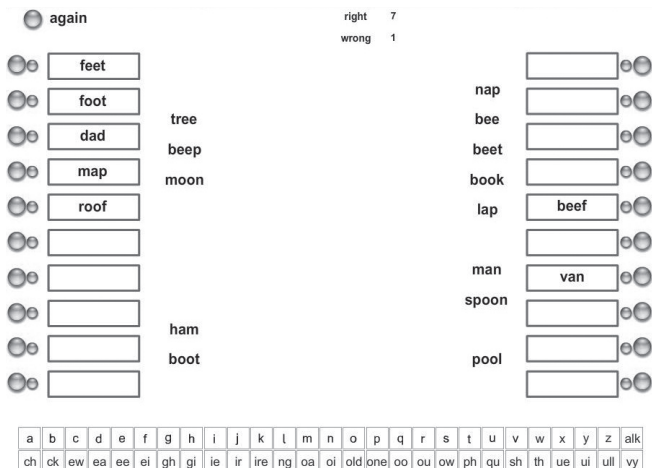 again
right 7
wrong 1
feet
foot
dad
map
roof
tree
beep
moon
ham
boot
nap
bee
beet
book
lap
man
spoon
pool
beef
van
a b c d e f g h i j k l m n o p q r s t u v w x y z alk
ch ck ew ea ee ei gh gi ie ir ire ng oa oi old one oo ou ow ph qu sh th ue ui ull vy